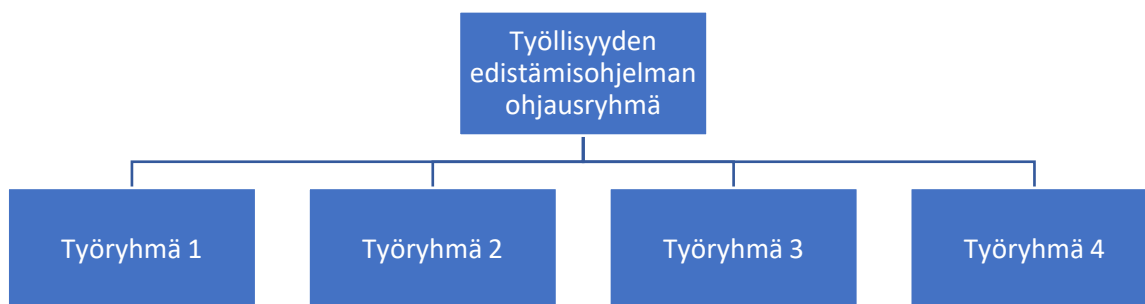 Työllisyyden
edistämisohjelman
ohjausryhmä
Työryhmä 1
Työryhmä 2
Työryhmä 3
Työryhmä 4